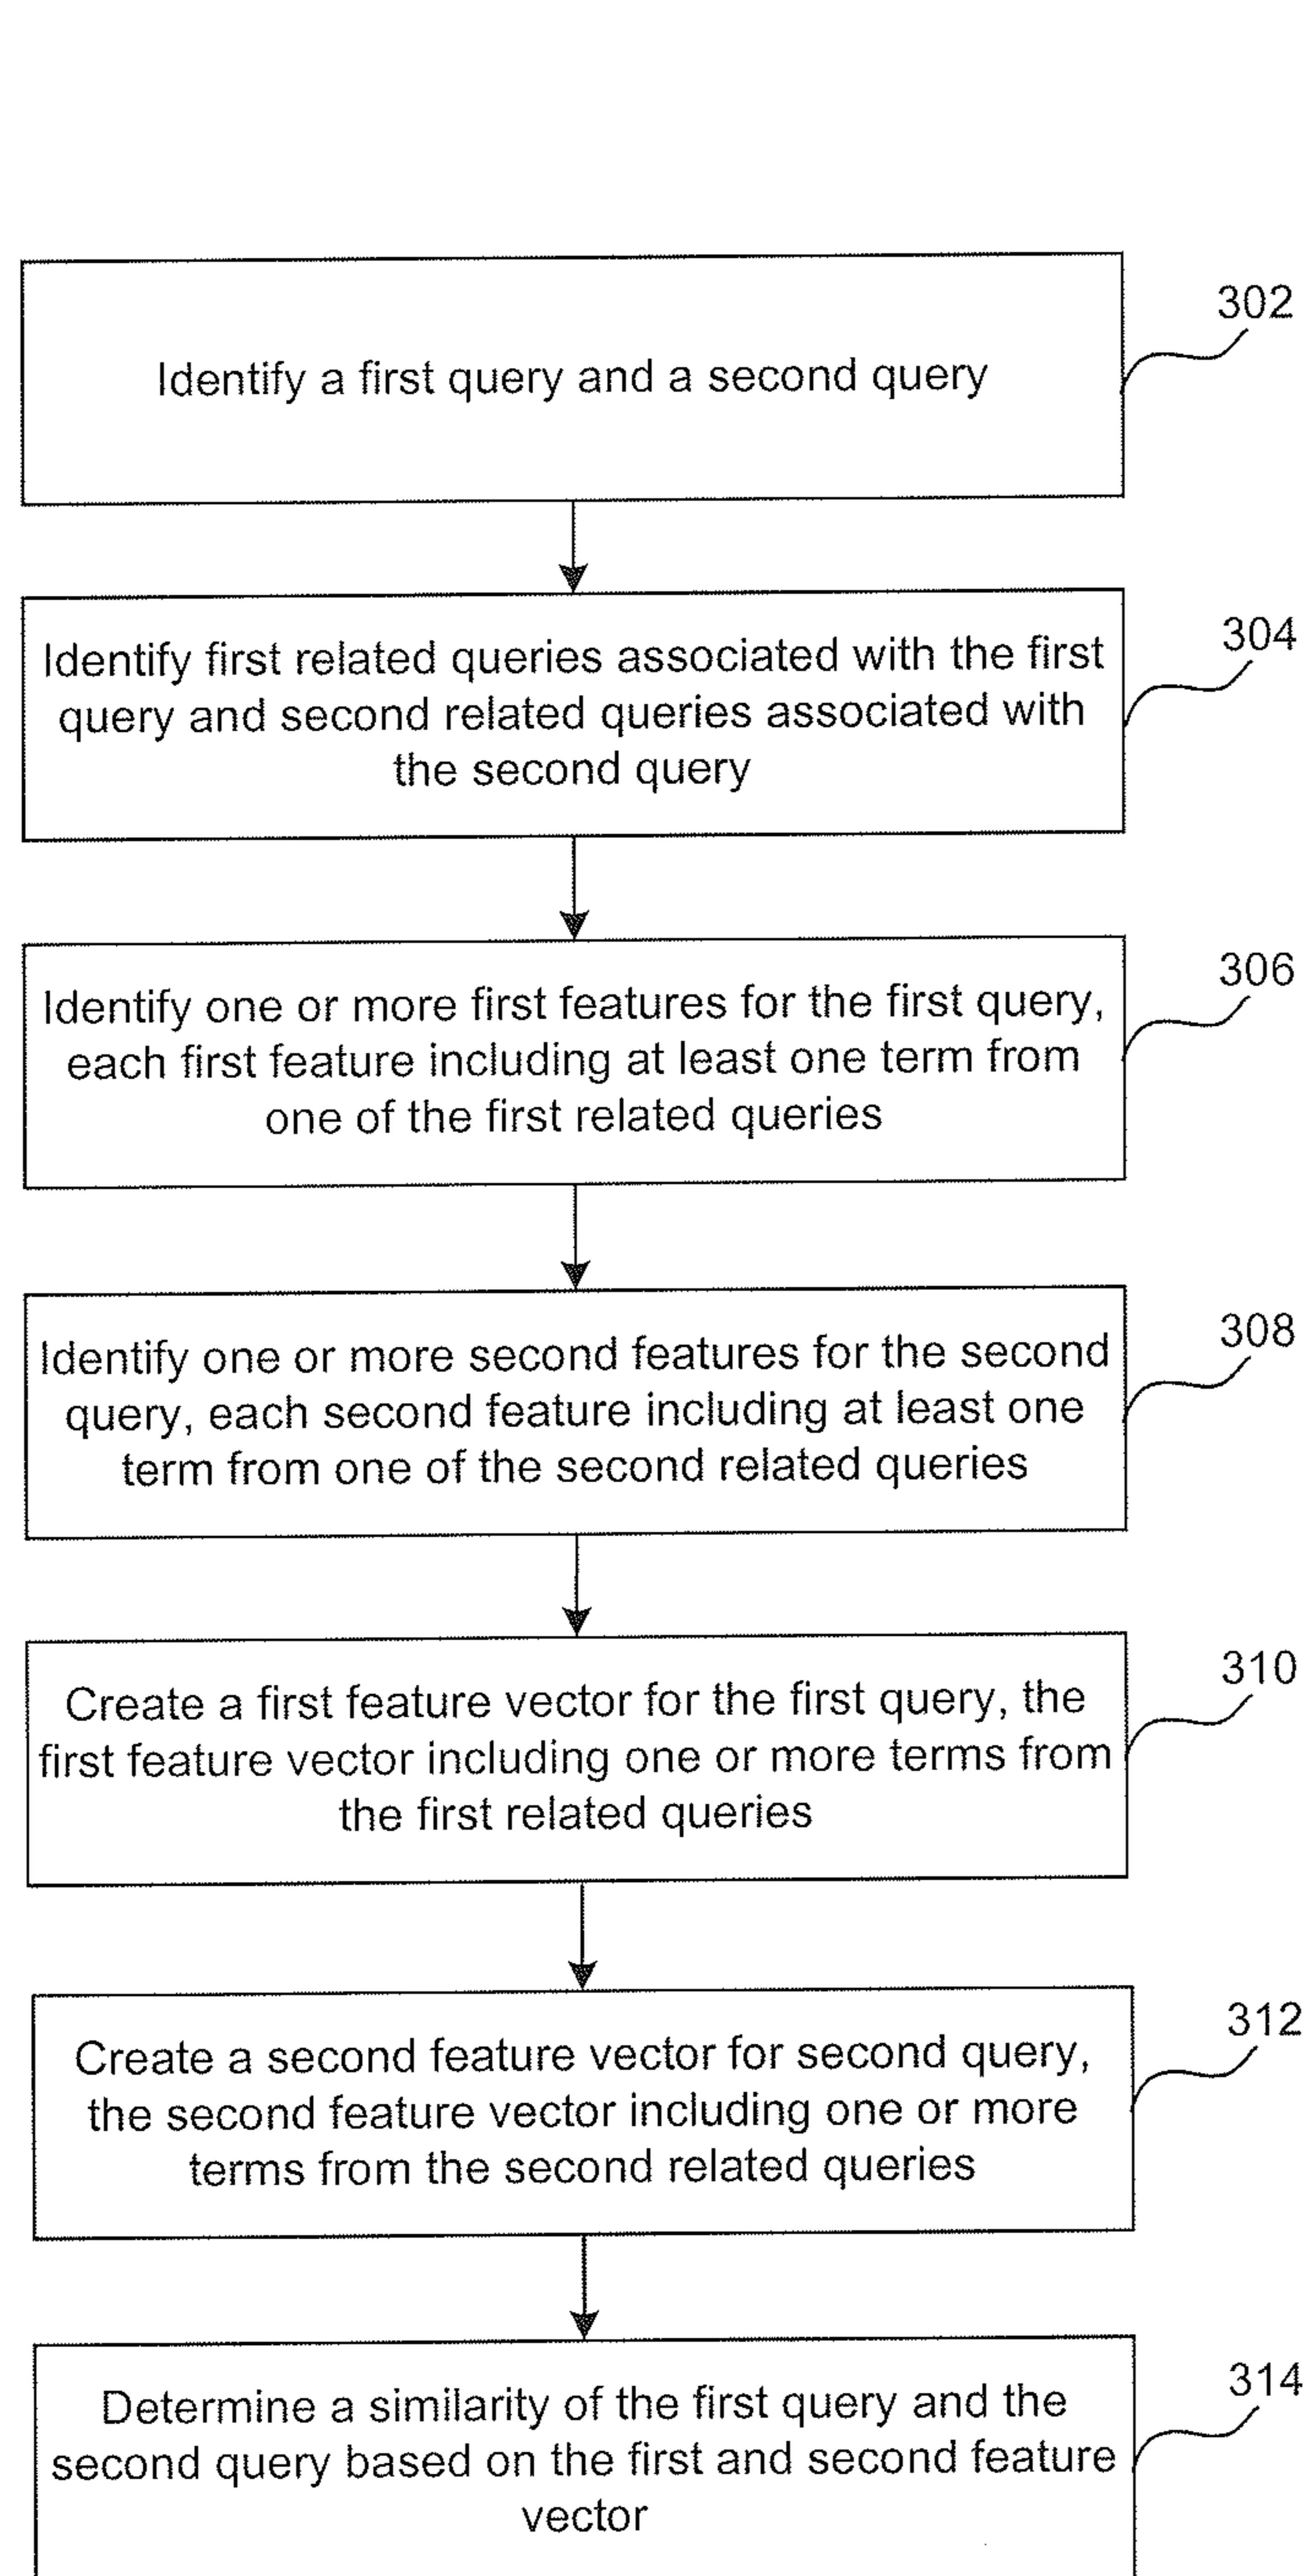 302
Identify a first query and a second query
304
Identify first related queries associated with the first
query and second related queries associated with
the second query
306
Identify one or more first features for the first query,
each first feature including at least one term from
one of the first related queries
308
Identify one or more second features for the second
query, each second feature including at least one
term from one of the second related queries
310
Create a first feature vector for the first query, the
first feature vector including one or more terms from
the first related queries
312
Create a second feature vector for second query,
the second feature vector including one or more
terms from the second related queries
314
Determine a similarity of the first query and the
second query based on the first and second feature
vector